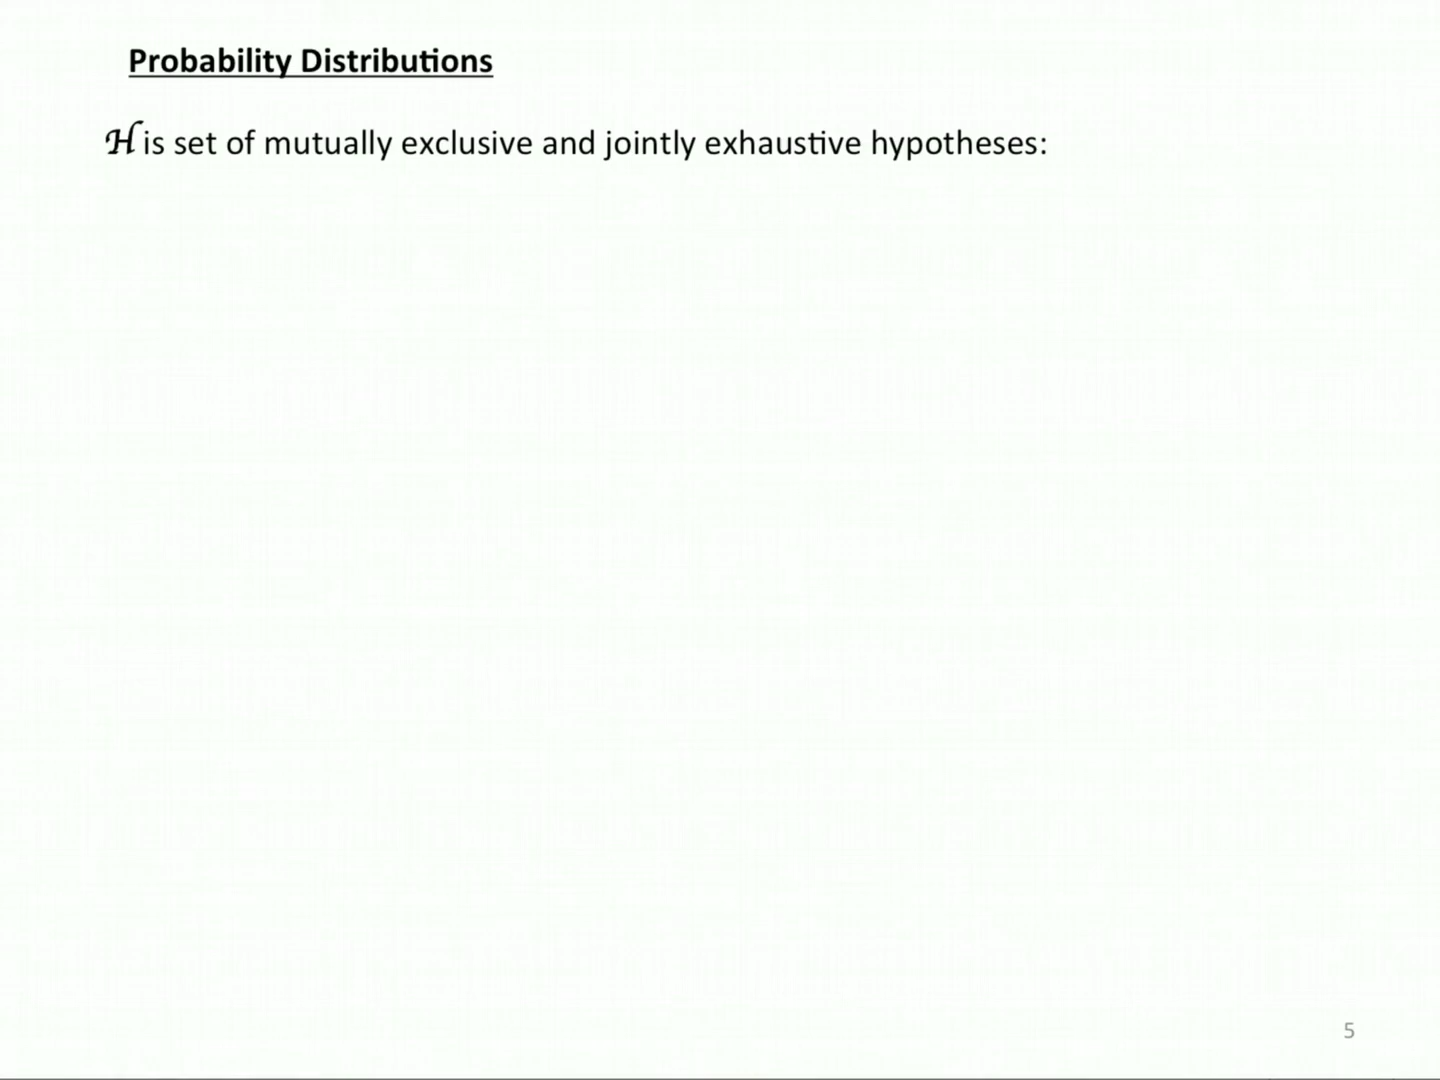 Probability Distributions
ℋ is set of mutually exclusive and jointly exhaustive hypotheses:
5